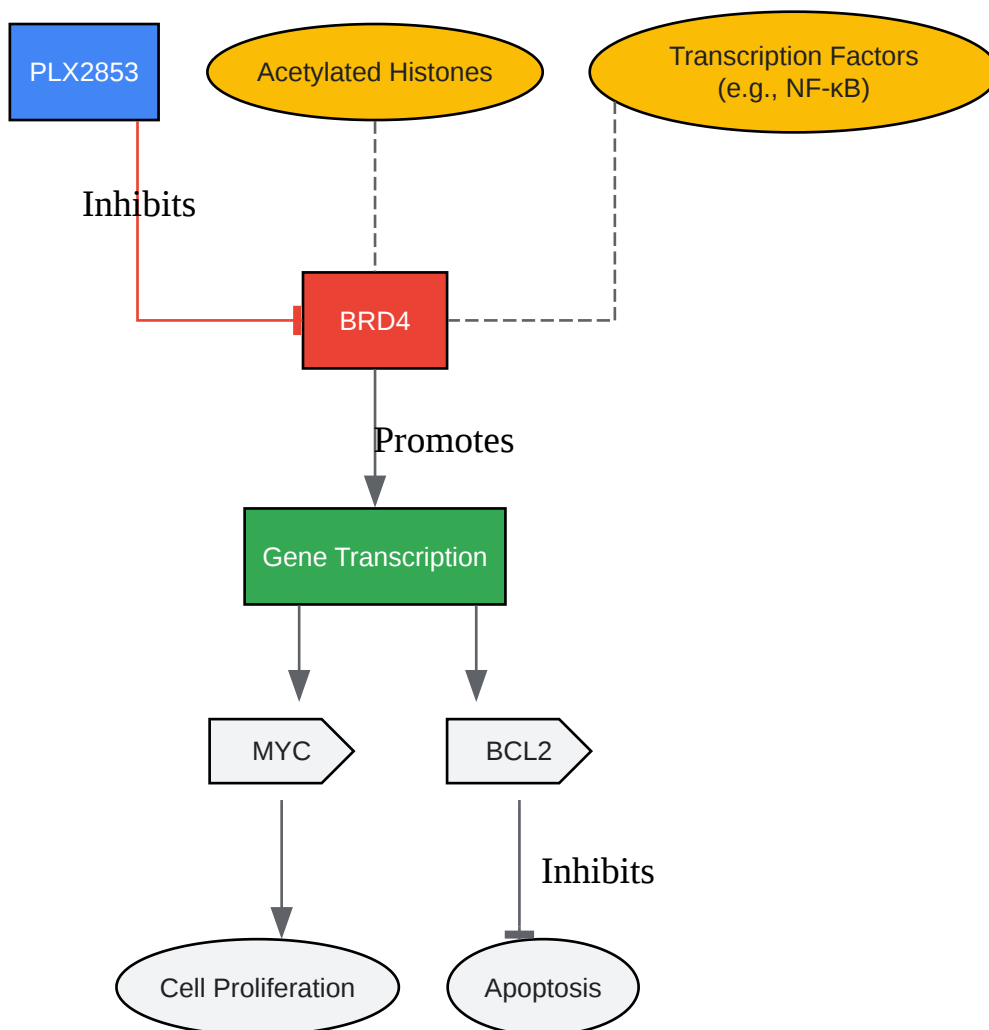 PLX2853
Acetylated Histones
Transcription Factors
(e.g., NF-κB)
Inhibits
BRD4
Promotes
Gene Transcription
MYC
BCL2
Inhibits
Cell Proliferation
Apoptosis